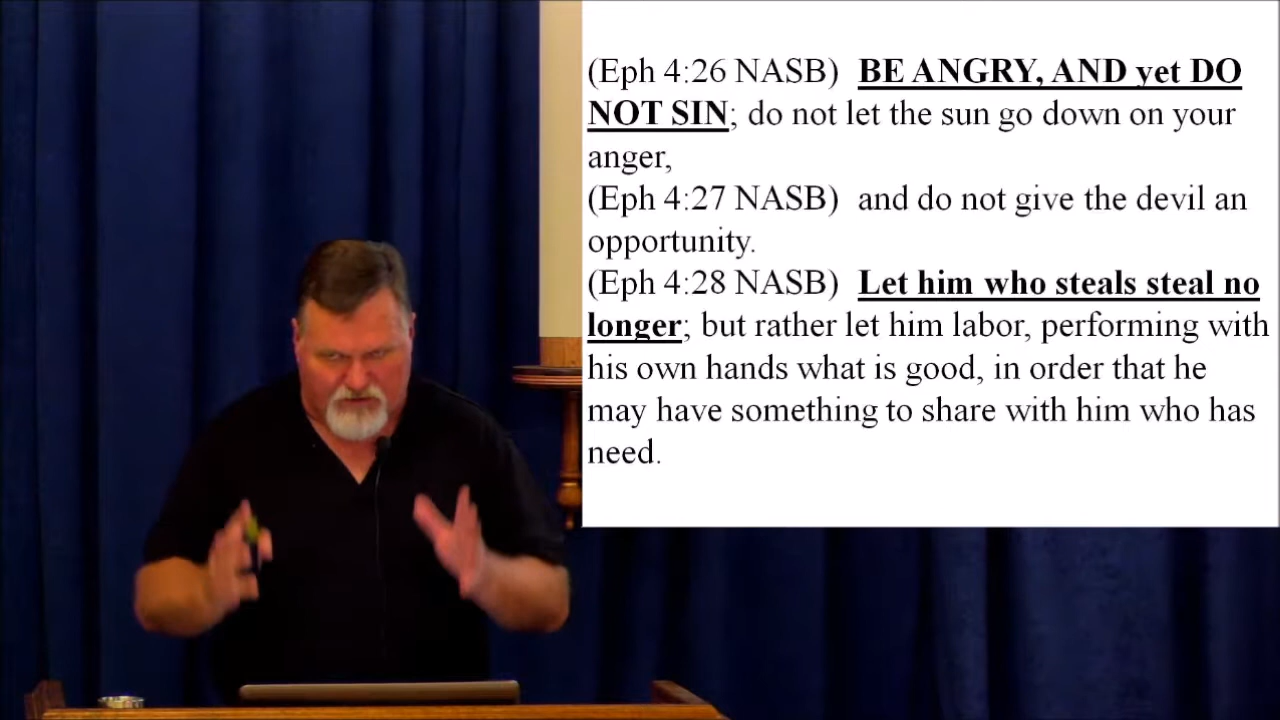 (Eph 4:26 NASB) BE ANGRY, AND yet DO
NOT SIN; do not let the sun go down on your
anger,
(Eph 4:27 NASB) and do not give the devil an
opportunity.
(Eph 4:28 NASB) Let him who steals steal no
longer; but rather let him labor, performing with
his own hands what is good, in order that he
may have something to share with him who has
need.